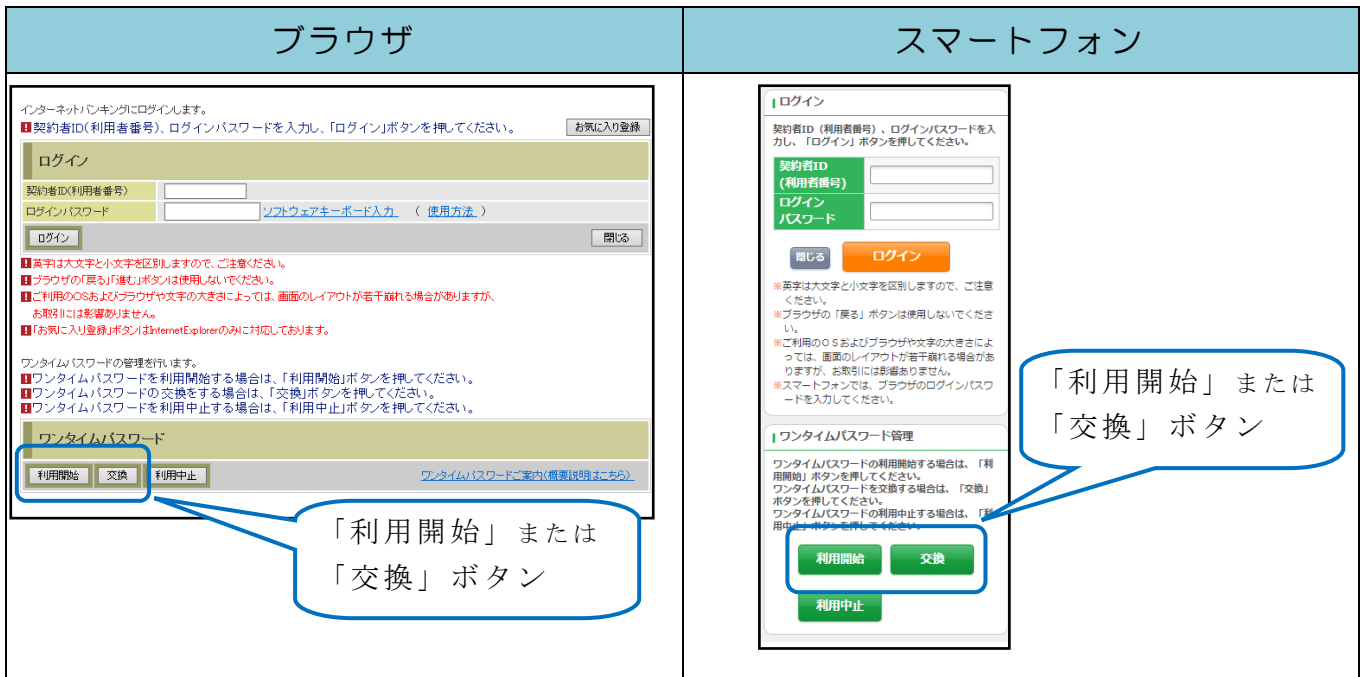 ブラウザ
インターネットバンキングにログインします。
契約者ID(利用者番号)、ログインパスワードを入力し、「ログイン」ボタンを押してください。
お気に入り登録
ログイン
契約者ID(利用者番号)
ログインパスワード
ソフトウェアキーボード入力 ( 使用方法 )
ログイン
閉じる
英字は大文字と小文字を区別しますので、ご注意ください。
ブラウザの「戻る」「進む」ボタンは使用しないでください。
ご利用のOSおよびブラウザや文字の大きさによっては、画面のレイアウトが若干崩れる場合がありますが、
お取引には影響ありません。
「お気に入り登録」ボタンはInternetExplorerのみに対応しております。
ワンタイムパスワードの管理を行います。
ワンタイムパスワードを利用開始する場合は、「利用開始」ボタンを押してください。
ワンタイムパスワードの交換をする場合は、「交換」ボタンを押してください。
ワンタイムパスワードを利用中止する場合は、「利用中止」ボタンを押してください。
ワンタイムパスワード
利用開始 交換 利用中止
ワンタイムパスワードご案内(概要説明はこちら)
「利用開始」または
「交換」ボタン
スマートフォン
ログイン
契約者ID（利用者番号）、ログインパスワードを入
力し、「ログイン」ボタンを押してください。
契約者ID
(利用者番号)
ログイン
パスワード
閉じる ログイン
※英字は大文字と小文字を区別しますので、ご注意
ください。
※ブラウザの「戻る」ボタンは使用しないでくださ
い。
※ご利用のＯＳおよびブラウザや文字の大きさによ
っては、画面のレイアウトが若干崩れる場合があ
りますが、お取引には影響ありません。
※スマートフォンでは、ブラウザのログインパスワ
ードを入力してください。
ワンタイムパスワード管理
ワンタイムパスワードの利用開始する場合は、「利
用開始」ボタンを押してください。
ワンタイムパスワードを交換する場合は、「交換」
ボタンを押してください。
ワンタイムパスワードの利用中止する場合は、「利
用中止」ボタンを押してください。
利用開始 交換
利用中止
「利用開始」または
「交換」ボタン